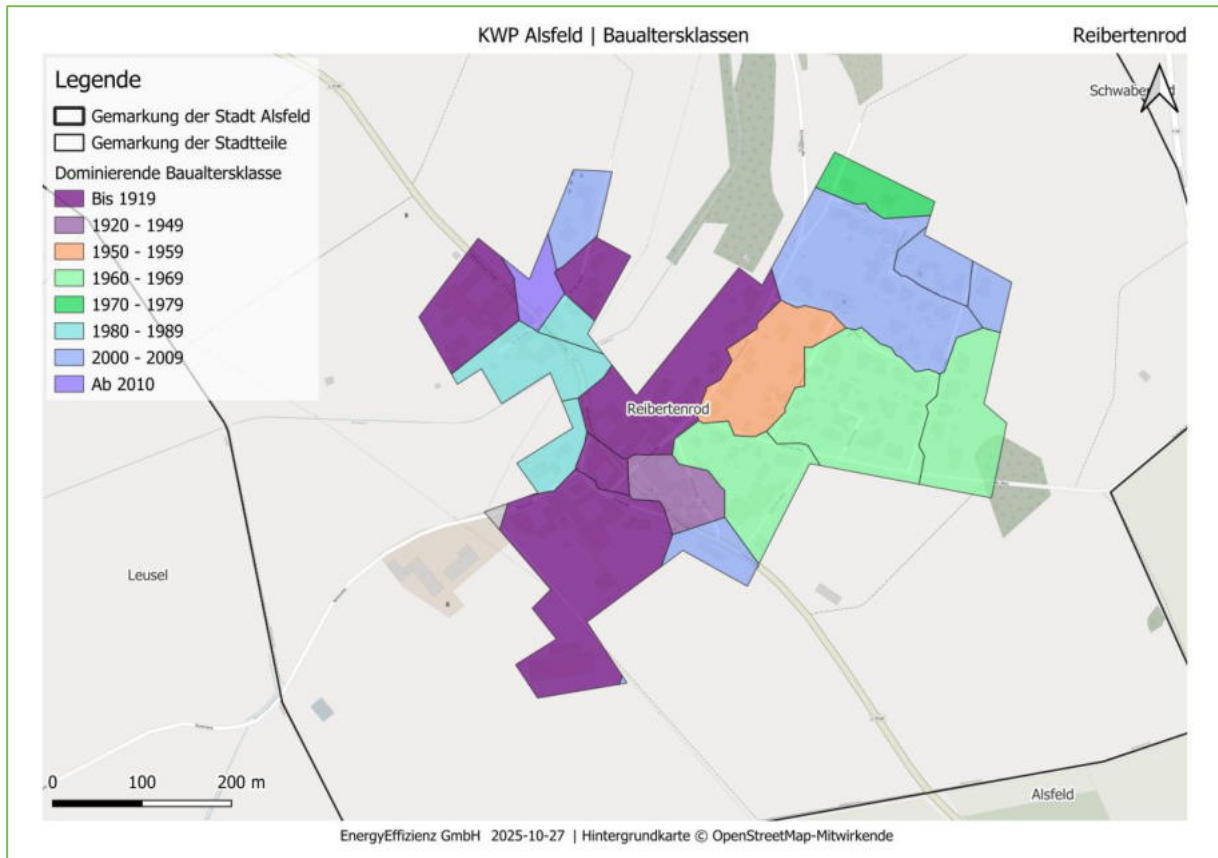 KWP Alsfeld | Baualtersklassen
Reibertenrod
Legende
Gemarkung der Stadt Alsfeld
Gemarkung der Stadtteile
Dominierende Baualtersklasse
Bis 1919
1920 - 1949
1950 - 1959
1960 - 1969
1970 - 1979
1980 - 1989
2000 - 2009
Ab 2010
Reibertenrod
Leusel
Alsfeld
0 100 200 m
EnergyEffizienz GmbH 2025-10-27 | Hintergrundkarte © OpenStreetMap-Mitwirkende